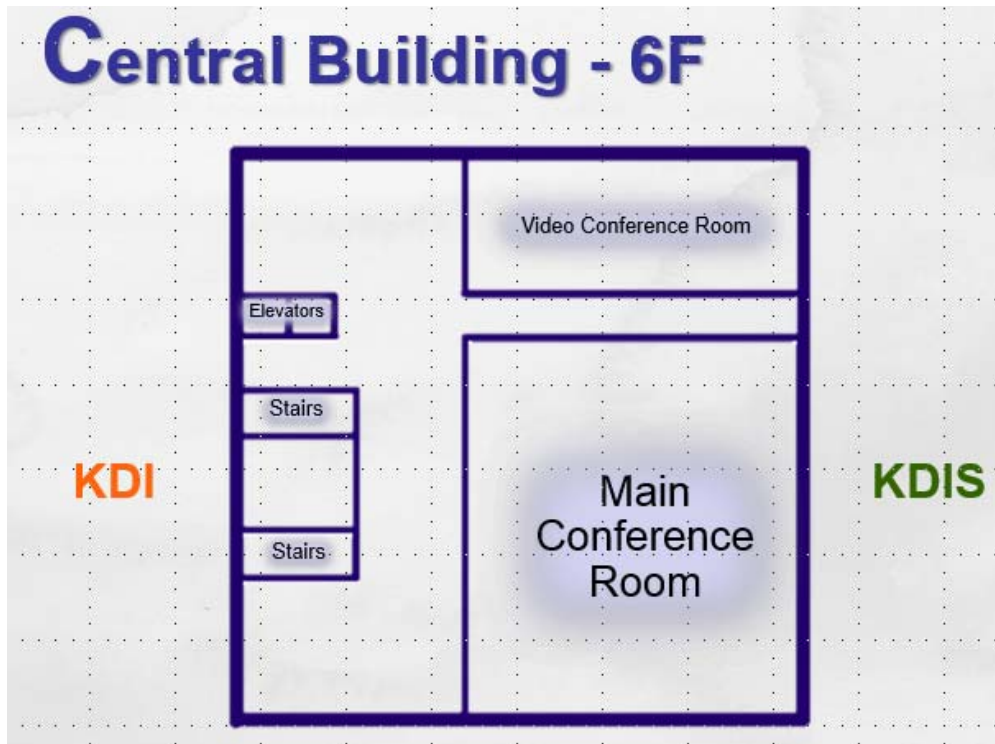 Central Building - 6F
Video Conference Room
Elevators
Stairs
KDI
KDIS
Main
Conference
Room
Stairs